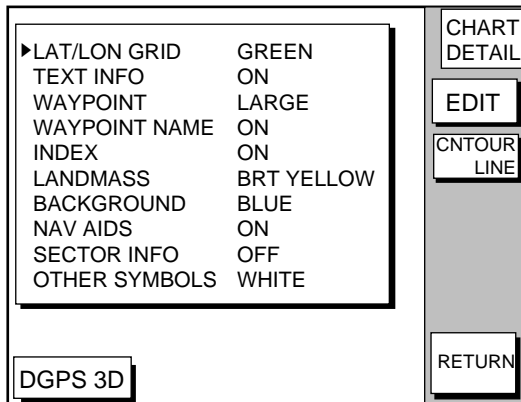 ▶LAT/LON GRID GREEN
TEXT INFO ON
WAYPOINT LARGE
WAYPOINT NAME ON
INDEX ON
LANDMASS BRT YELLOW
BACKGROUND BLUE
NAV AIDS ON
SECTOR INFO OFF
OTHER SYMBOLS WHITE
DGPS 3D
CHART
DETAIL
EDIT
CNTOUR
LINE
RETURN